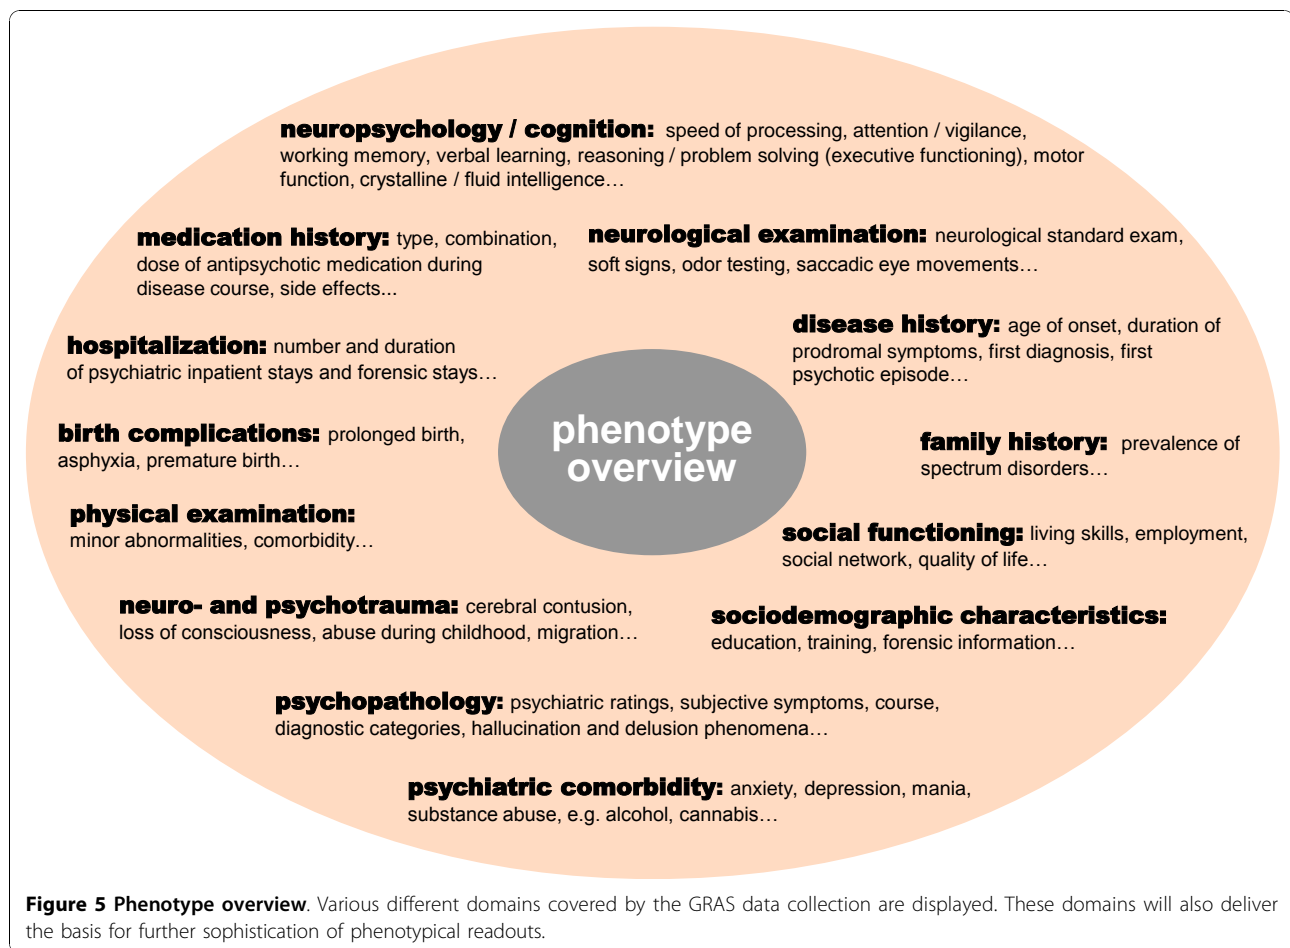 neuropsychology / cognition: speed of processing, attention / vigilance,
working memory, verbal learning, reasoning / problem solving (executive functioning), motor
function, crystalline / fluid intelligence…
medication history: type, combination,
dose of antipsychotic medication during
disease course, side effects...
neurological examination: neurological standard exam,
soft signs, odor testing, saccadic eye movements…
disease history: age of onset, duration of
prodromal symptoms, first diagnosis, first
psychotic episode…
hospitalization: number and duration
of psychiatric inpatient stays and forensic stays…
phenotype
overview
birth complications: prolonged birth,
asphyxia, premature birth…
family history: prevalence of
spectrum disorders…
physical examination:
minor abnormalities, comorbidity…
social functioning: living skills, employment,
social network, quality of life…
neuro- and psychotrauma: cerebral contusion,
loss of consciousness, abuse during childhood, migration…
sociodemographic characteristics:
education, training, forensic information…
psychopathology: psychiatric ratings, subjective symptoms, course,
diagnostic categories, hallucination and delusion phenomena…
psychiatric comorbidity: anxiety, depression, mania,
substance abuse, e.g. alcohol, cannabis…
Figure 5 Phenotype overview. Various different domains covered by the GRAS data collection are displayed. These domains will also deliver
the basis for further sophistication of phenotypical readouts.